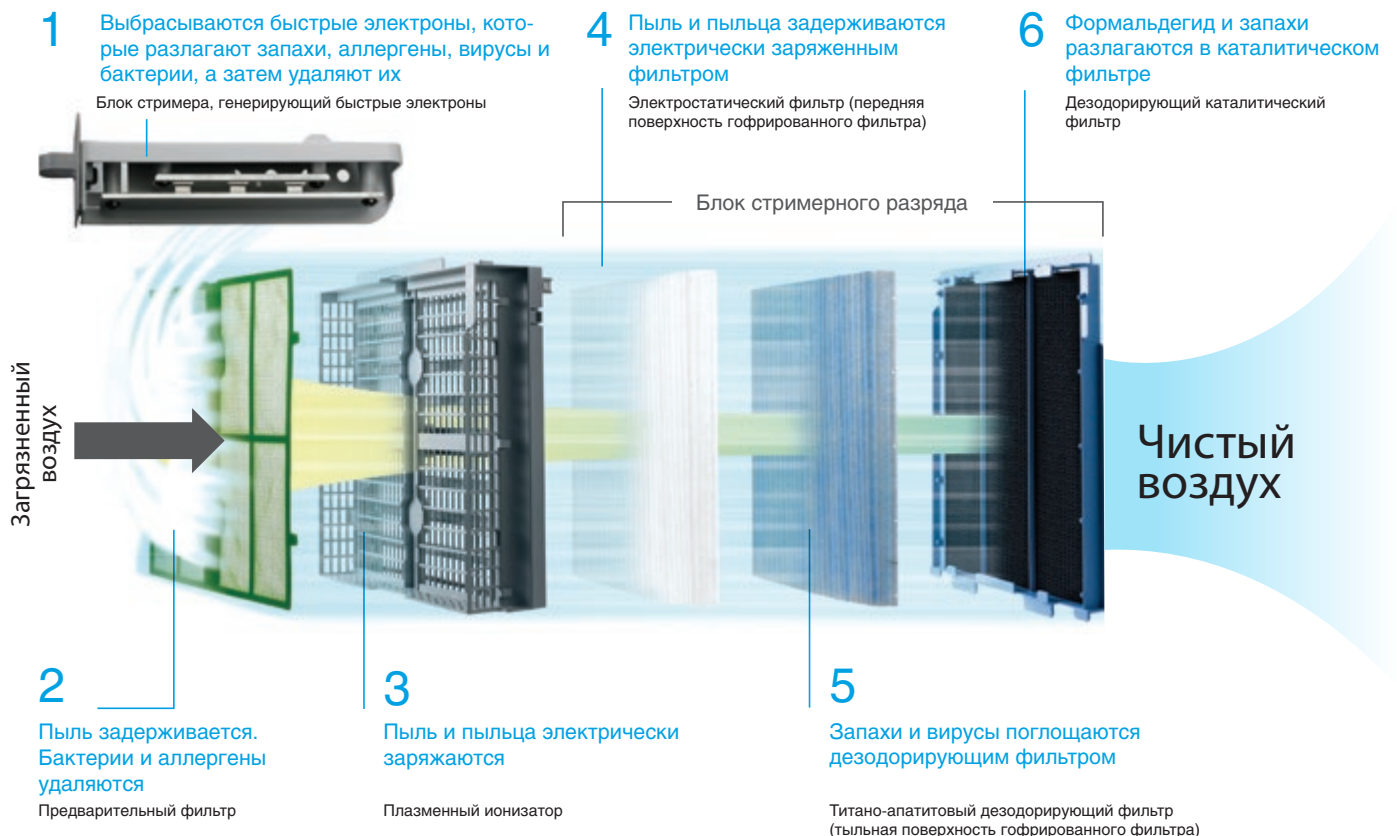 1
Выбрасываются быстрые электроны, кото-
рые разлагают запахи, аллергены, вирусы и
бактерии, а затем удаляют их
Блок стримера, генерирующий быстрые электроны
4
Пыль и пыльца задерживаются
электрически заряженным
фильтром
Электростатический фильтр (передняя
поверхность гофрированного фильтра)
6
Формальдегид и запахи
разлагаются в каталитическом
фильтре
Дезодорирующий каталитический
фильтр
Блок стримерного разряда
Загрязненный
воздух
Чистый
воздух
2
Пыль задерживается.
Бактерии и аллергены
удаляются
Предварительный фильтр
3
Пыль и пыльца электрически
заряжаются
Плазменный ионизатор
5
Запахи и вирусы поглощаются
дезодорирующим фильтром
Титано-апатитовый дезодорирующий фильтр
(тыльная поверхность гофрированного фильтра)